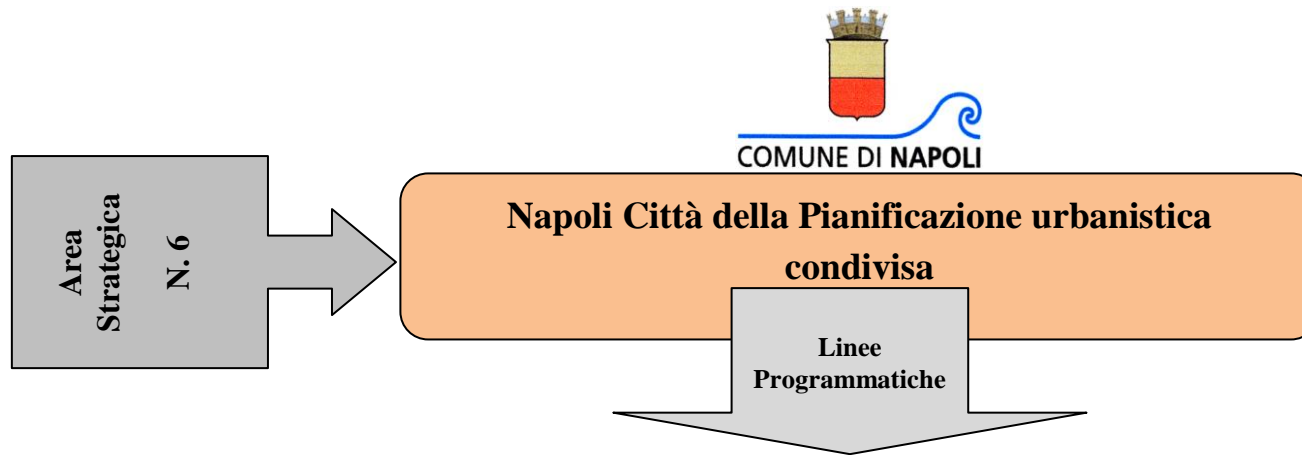 COMUNE DI NAPOLI
Area
Strategica
N. 6
Napoli Città della Pianificazione urbanistica
condivisa
Linee
Programmatiche